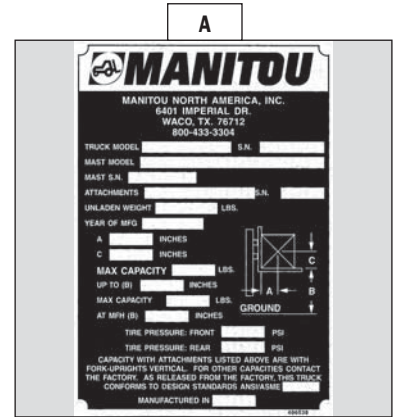 A
MANITOU
MANITOU NORTH AMERICA, INC.
6401 IMPERIAL DR.
WACO, TX. 76712
800-433-3304
TRUCK MODEL S.N.
MAST MODEL
MAST S.N.
ATTACHMENTS S.N.
UNLADEN WEIGHT LBS.
YEAR OF MFG
A INCHES
C INCHES
MAX CAPACITY LBS.
UP TO (B) INCHES
MAX CAPACITY LBS.
AT MFH (B) INCHES
C
A B
GROUND
TIRE PRESSURE: FRONT PSI
TIRE PRESSURE: REAR PSI
CAPACITY WITH ATTACHMENTS LISTED ABOVE ARE WITH
FORK-UPRIGHTS VERTICAL. FOR OTHER CAPACITIES CONTACT
THE FACTORY. AS RELEASED FROM THE FACTORY, THIS TRUCK
CONFORMS TO DESIGN STANDARDS ANSI/ASME
MANUFACTURED IN